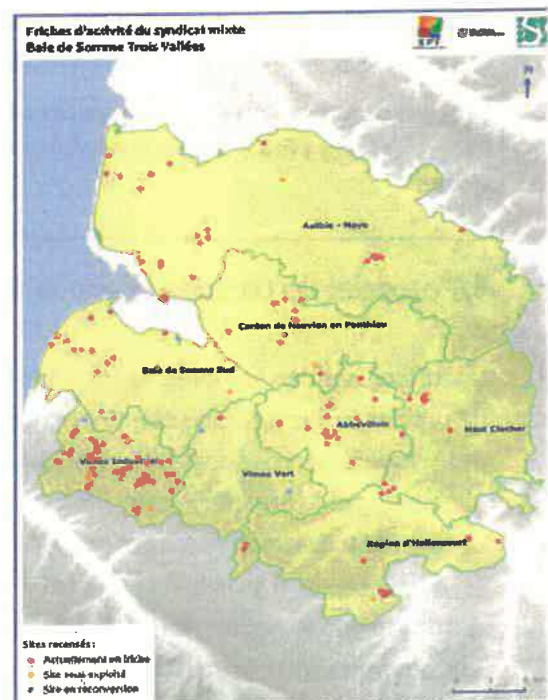 Friches d'activité du syndicat mixte
Baie de Somme Trois Vallées
N
Authie - Maye
Canton de Nouvion en Ponthieu
Baie de Somme Sud
Abbevillois
Haut Clocher
Vimeu Industriel
Vimeu Vert
Région d'Hallencourt
Sites recensés :
Actuellement en friche
Site sous exploité
Site en reconversion